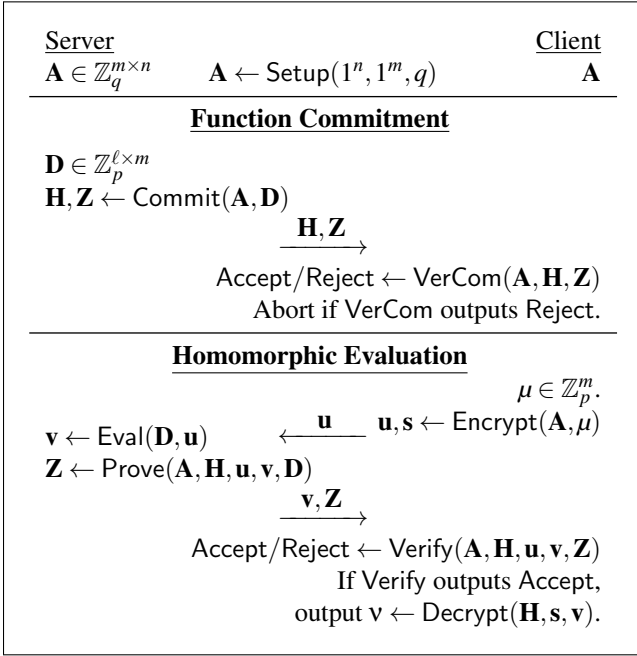 Server Client
A ∈ ℤ_q^{m×n} A ← Setup(1^n, 1^m, q) A
Function Commitment
D ∈ ℤ_p^{ℓ×m}
H, Z ← Commit(A, D)
H, Z
⟶
Accept/Reject ← VerCom(A, H, Z)
Abort if VerCom outputs Reject.
Homomorphic Evaluation
μ ∈ ℤ_p^m.
v ← Eval(D, u) ⟵ u u, s ← Encrypt(A, μ)
Z ← Prove(A, H, u, v, D)
v, Z
⟶
Accept/Reject ← Verify(A, H, u, v, Z)
If Verify outputs Accept,
output ν ← Decrypt(H, s, v).